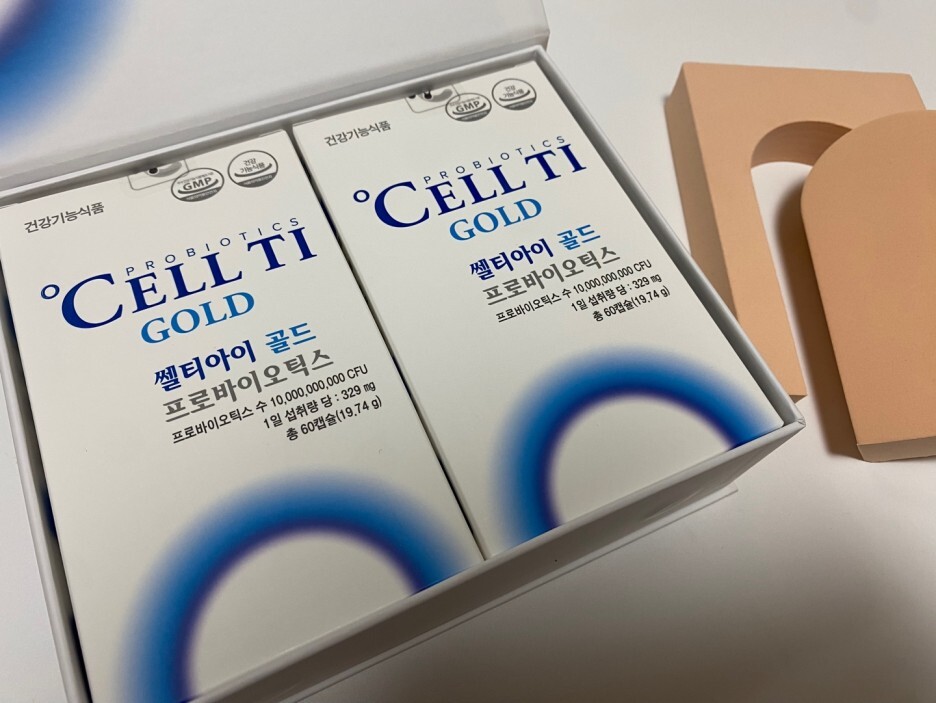 건강기능식품
GMP
건강
기능식품
PROBIOTICS
°CELL TI
GOLD
쎌티아이 골드
프로바이오틱스
프로바이오틱스 수 10,000,000,000 CFU
1일 섭취량 당 : 329 mg
총 60캡슐(19.74 g)
건강기능식품
GMP
건강
기능식품
PROBIOTICS
°CELL TI
GOLD
쎌티아이 골드
프로바이오틱스
프로바이오틱스 수 10,000,000,000 CFU
1일 섭취량 당 : 329 mg
총 60캡슐(19.74 g)